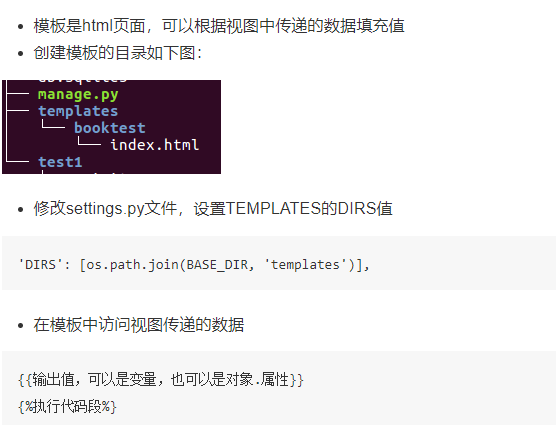 模板是html页面，可以根据视图中传递的数据填充值
创建模板的目录如下图：
manage.py
templates
booktest
index.html
test1
修改settings.py文件，设置TEMPLATES的DIRS值
'DIRS': [os.path.join(BASE_DIR, 'templates')],
在模板中访问视图传递的数据
{{输出值，可以是变量，也可以是对象.属性}}
{%执行代码段%}